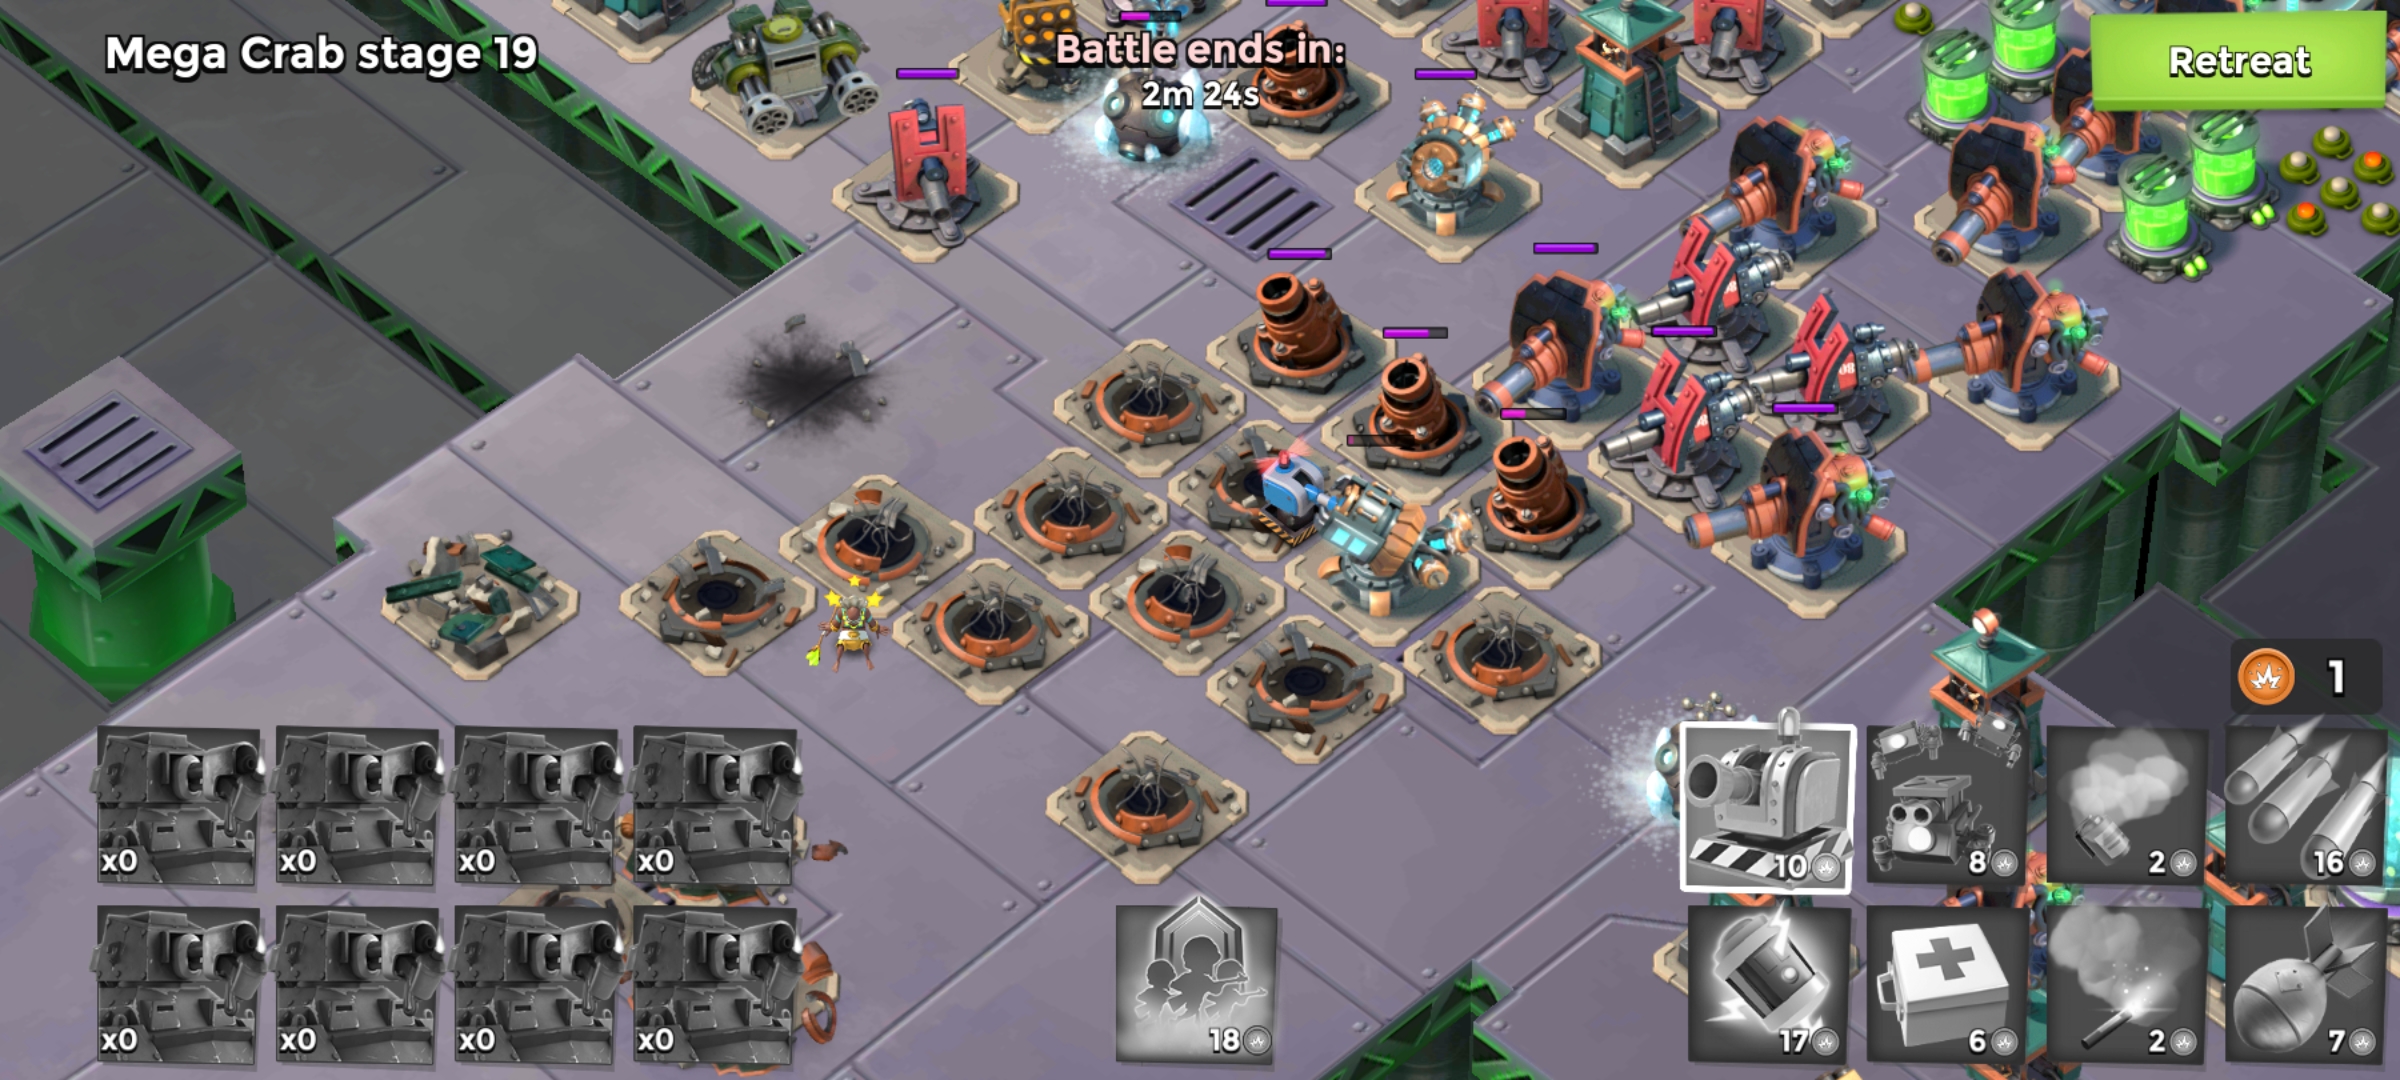 Mega Crab stage 19
Battle ends in:
2m 24s
Retreat
1
x0 x0 x0 x0
10 8 2 16
x0 x0 x0 x0
18
17 6 2 7